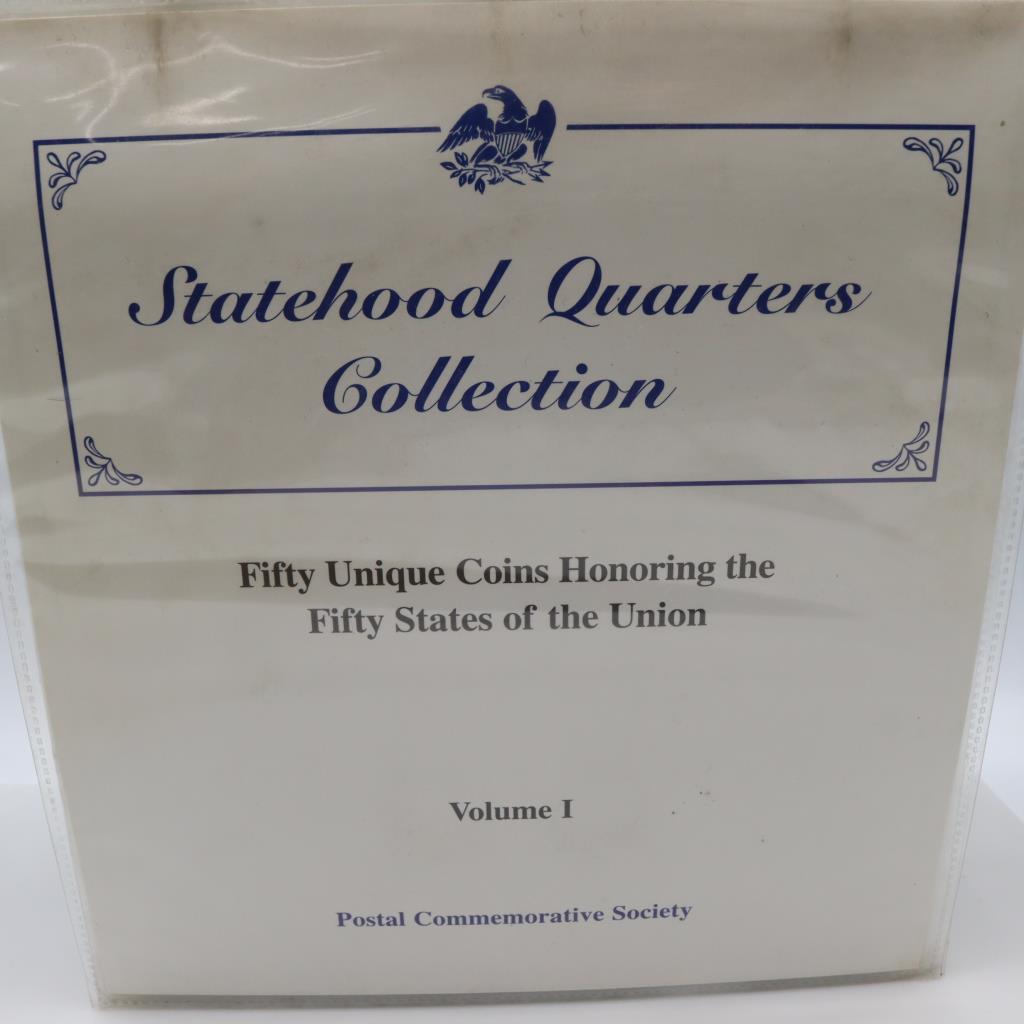 Statehood Quarters
Collection
Fifty Unique Coins Honoring the
Fifty States of the Union
Volume I
Postal Commemorative Society